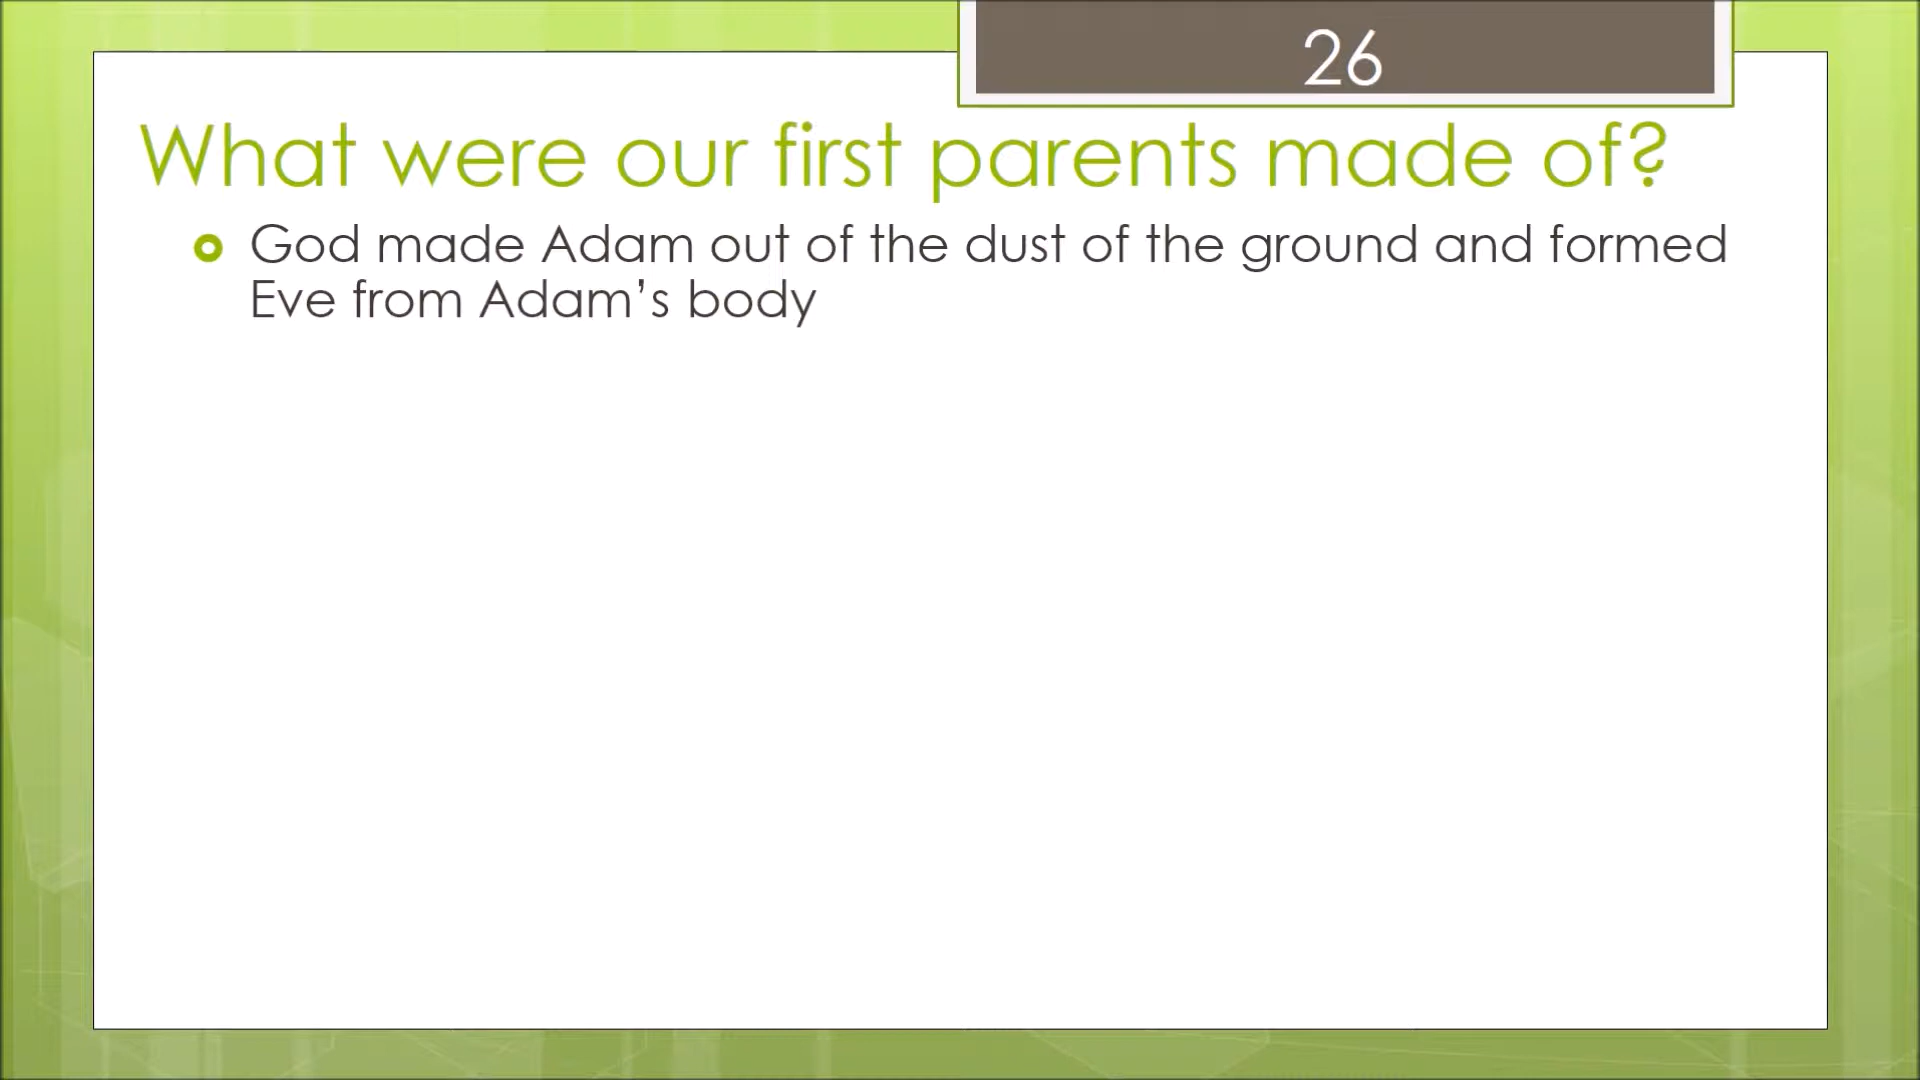 26
What were our first parents made of?
God made Adam out of the dust of the ground and formed
Eve from Adam’s body